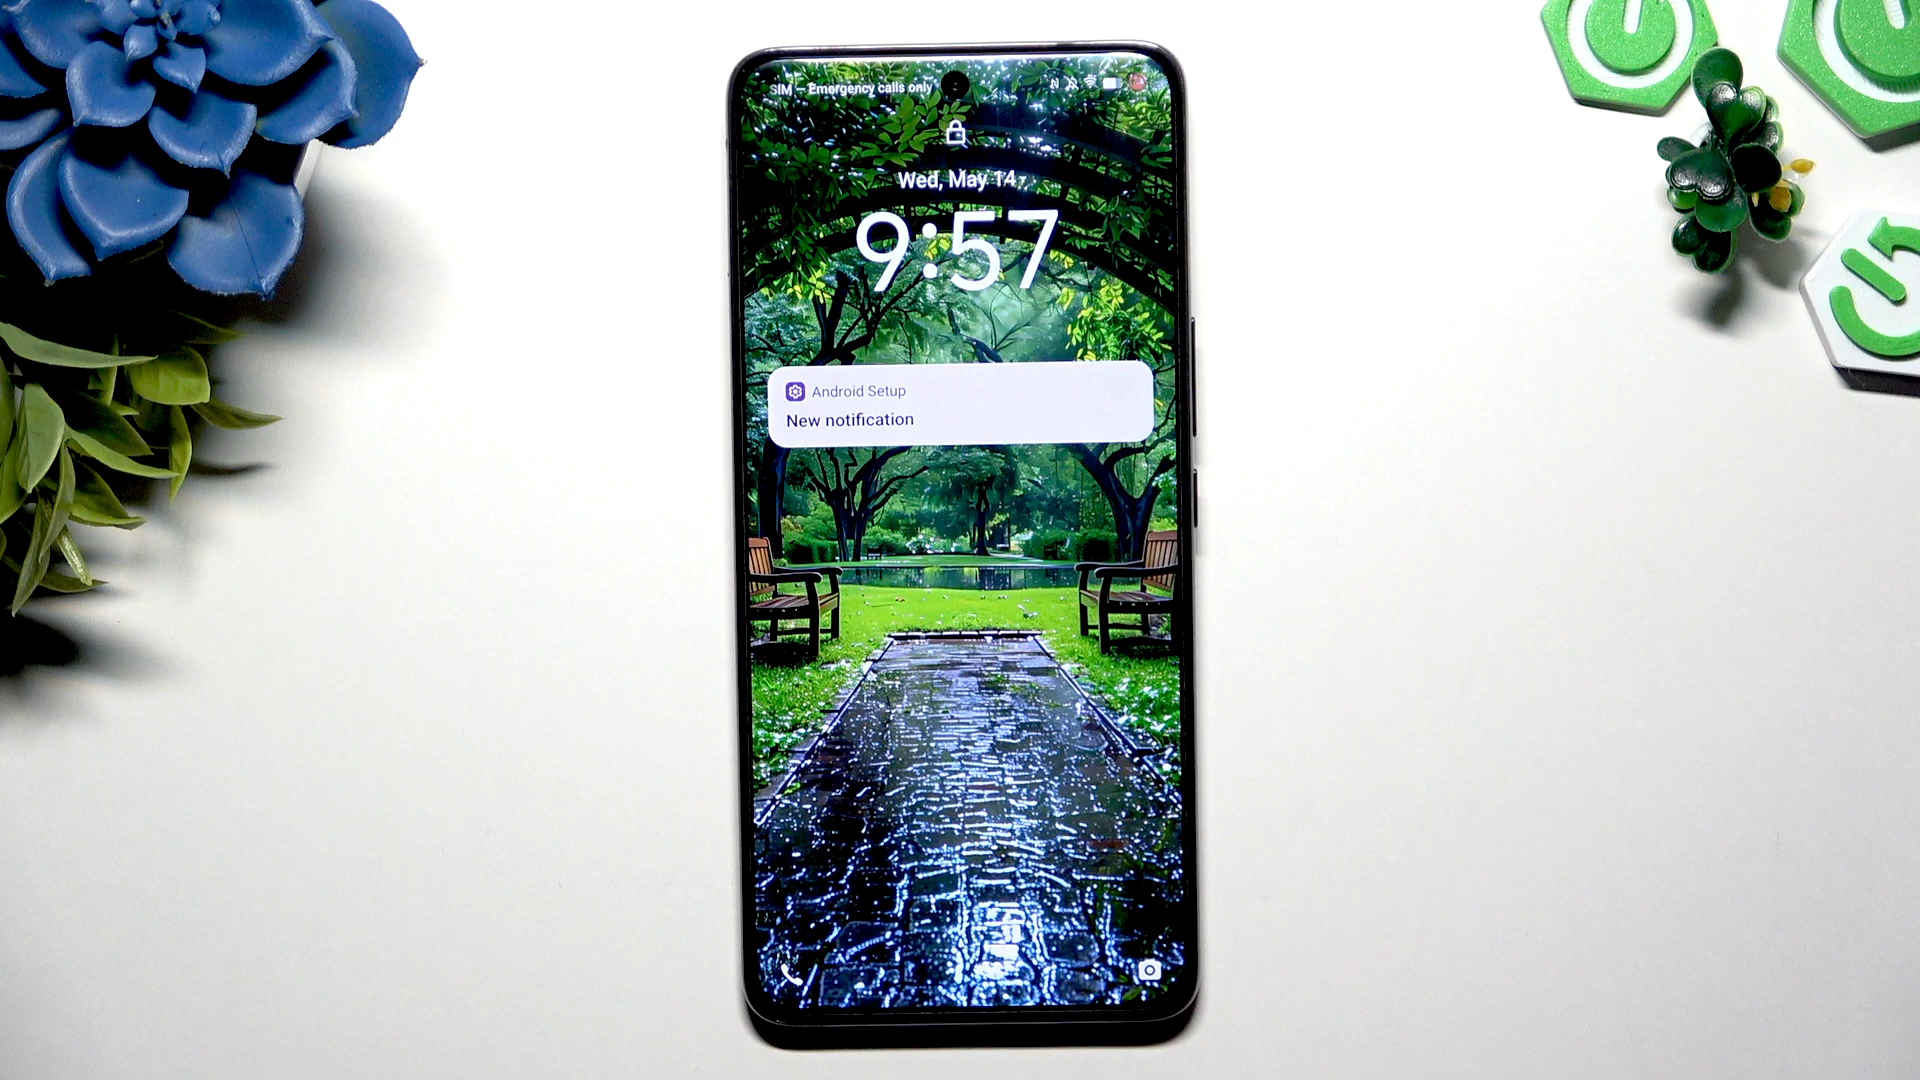 SIM — Emergency calls only
Wed, May 14
9:57
Android Setup
New notification